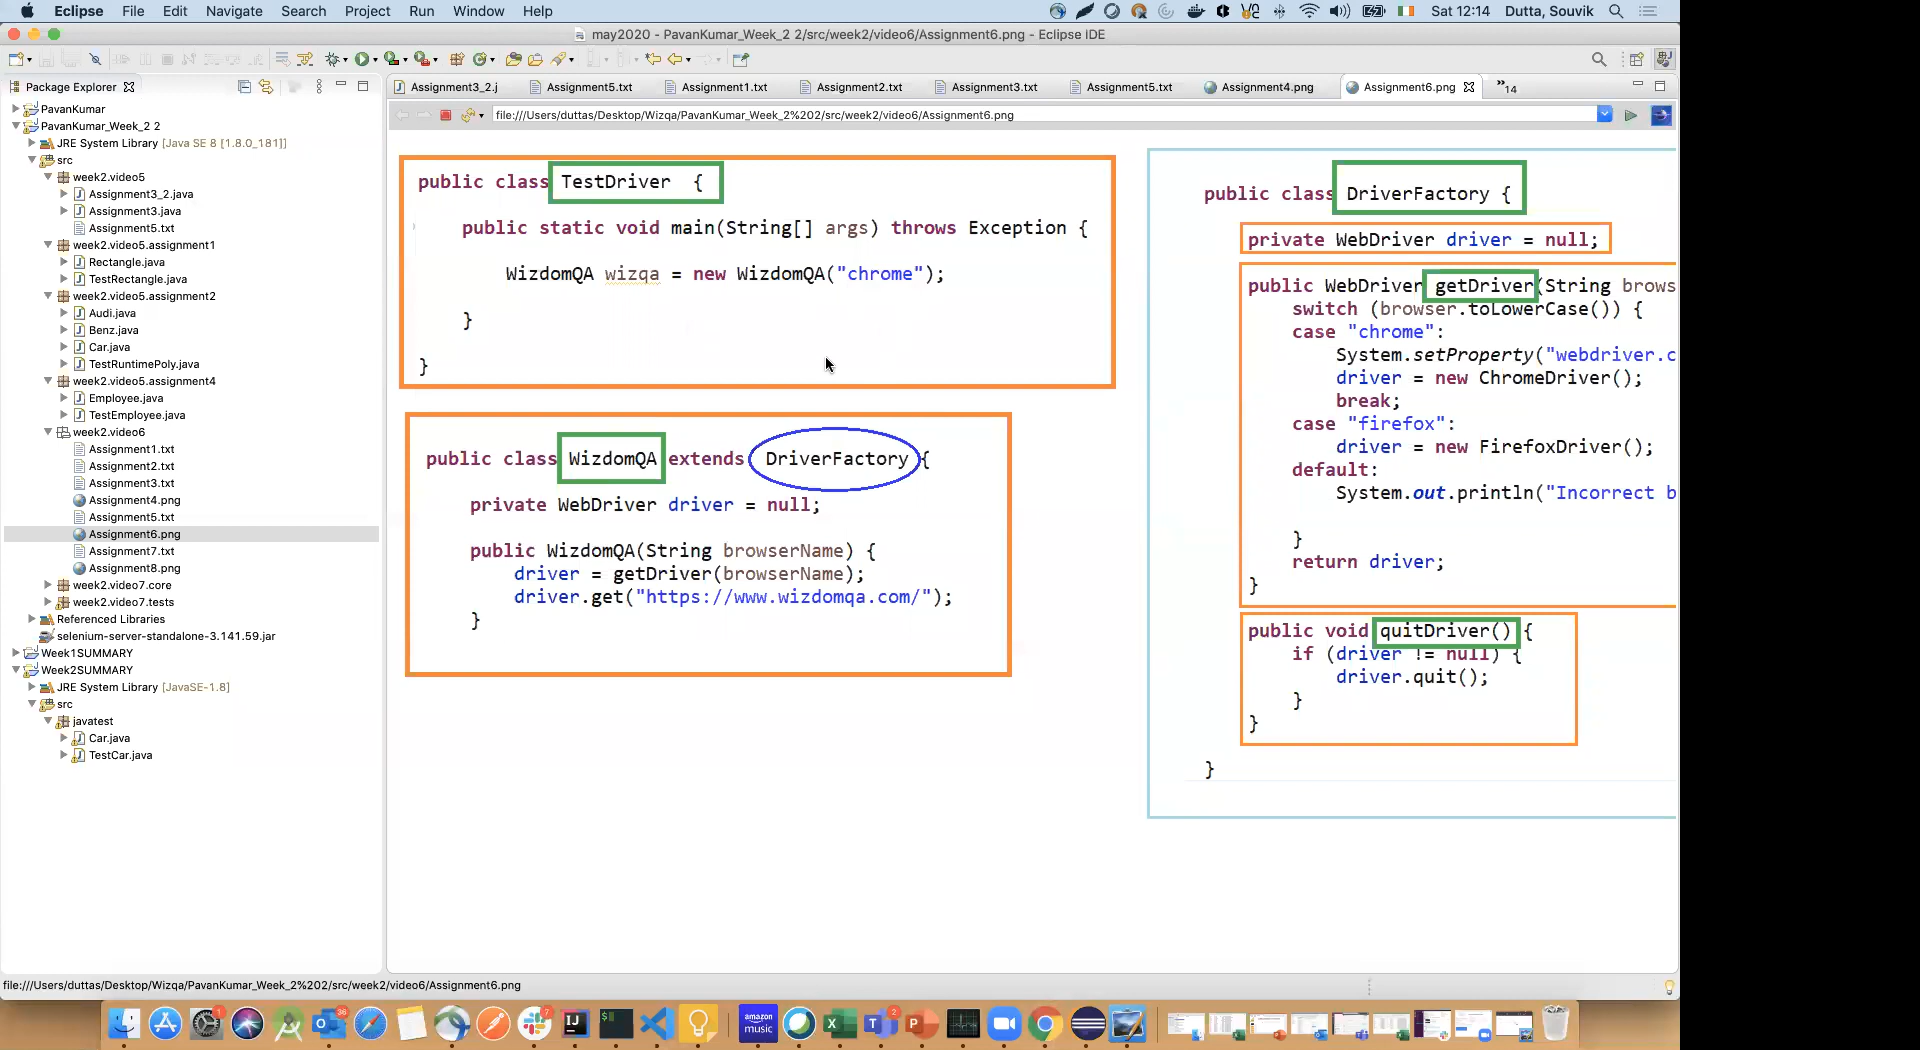 Eclipse File Edit Navigate Search Project Run Window Help
Sat 12:14 Dutta, Souvik
may2020 - PavanKumar_Week_2 2/src/week2/video6/Assignment6.png - Eclipse IDE
Package Explorer
Assignment3_2.j
Assignment5.txt
Assignment1.txt
Assignment2.txt
Assignment3.txt
Assignment5.txt
Assignment4.png
Assignment6.png
14
file:///Users/duttas/Desktop/Wizqa/PavanKumar_Week_2%202/src/week2/video6/Assignment6.png
PavanKumar
PavanKumar_Week_2 2
JRE System Library [Java SE 8 [1.8.0_181]]
src
week2.video5
Assignment3_2.java
Assignment3.java
Assignment5.txt
week2.video5.assignment1
Rectangle.java
TestRectangle.java
week2.video5.assignment2
Audi.java
Benz.java
Car.java
TestRuntimePoly.java
week2.video5.assignment4
Employee.java
TestEmployee.java
week2.video6
Assignment1.txt
Assignment2.txt
Assignment3.txt
Assignment4.png
Assignment5.txt
Assignment6.png
Assignment7.txt
Assignment8.png
week2.video7.core
week2.video7.tests
Referenced Libraries
selenium-server-standalone-3.141.59.jar
Week1SUMMARY
Week2SUMMARY
JRE System Library [JavaSE-1.8]
src
javatest
Car.java
TestCar.java
public class TestDriver {
public static void main(String[] args) throws Exception {
WizdomQA wizqa = new WizdomQA("chrome");
}
}
public class WizdomQA extends DriverFactory {
private WebDriver driver = null;
public WizdomQA(String browserName) {
driver = getDriver(browserName);
driver.get("https://www.wizdomqa.com/");
}
public class DriverFactory {
private WebDriver driver = null;
public WebDriver getDriver(String brows
switch (browser.toLowerCase()) {
case "chrome":
System.setProperty("webdriver.c
driver = new ChromeDriver();
break;
case "firefox":
driver = new FirefoxDriver();
default:
System.out.println("Incorrect b
}
return driver;
}
public void quitDriver() {
if (driver != null) {
driver.quit();
}
}
}
file:///Users/duttas/Desktop/Wizqa/PavanKumar_Week_2%202/src/week2/video6/Assignment6.png
amazon
music